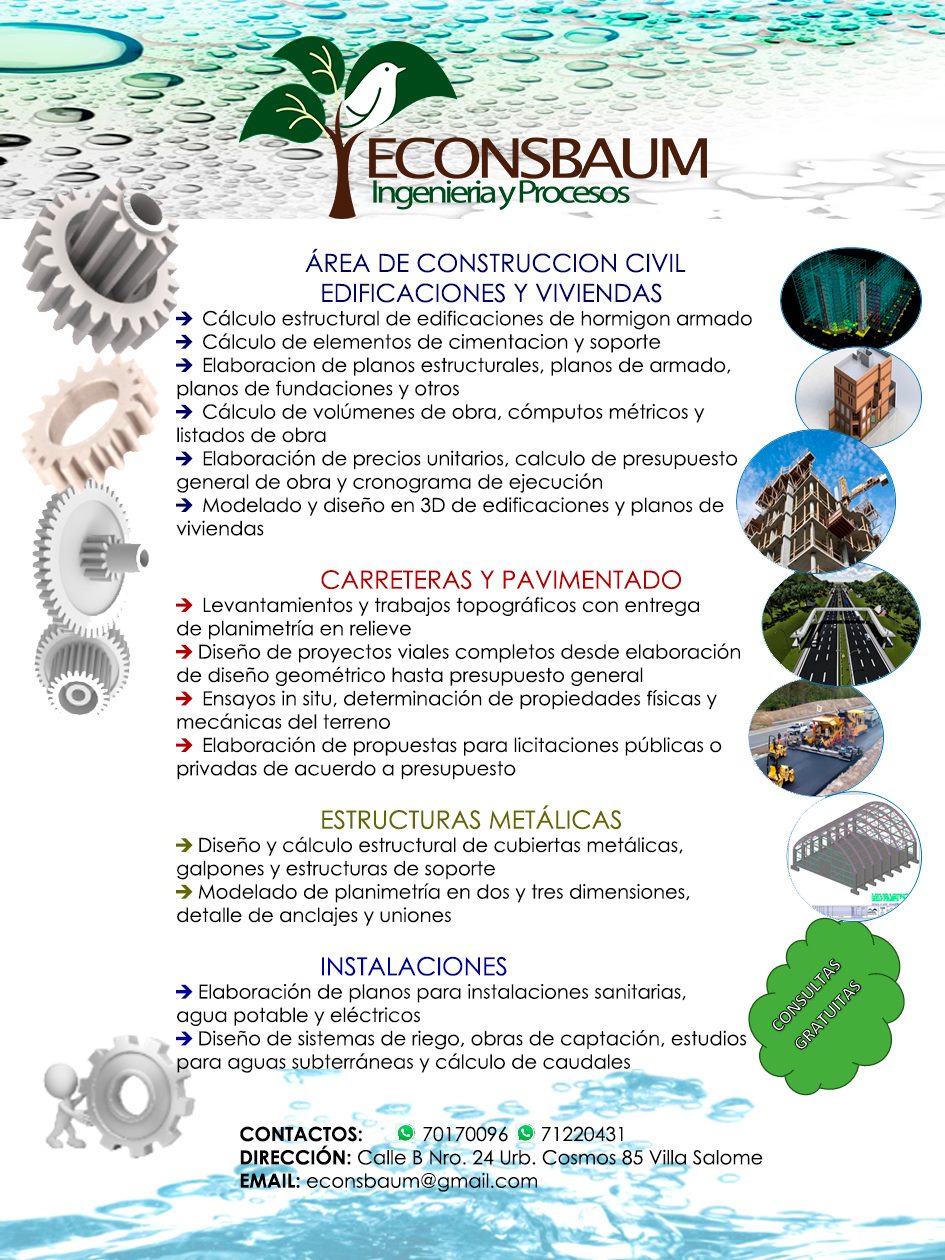 ECONSBAUM
Ingenieria y Procesos
ÁREA DE CONSTRUCCION CIVIL
EDIFICACIONES Y VIVIENDAS
→ Cálculo estructural de edificaciones de hormigon armado
→ Cálculo de elementos de cimentacion y soporte
→ Elaboracion de planos estructurales, planos de armado,
planos de fundaciones y otros
→ Cálculo de volúmenes de obra, cómputos métricos y
listados de obra
→ Elaboración de precios unitarios, calculo de presupuesto
general de obra y cronograma de ejecución
→ Modelado y diseño en 3D de edificaciones y planos de
viviendas
CARRETERAS Y PAVIMENTADO
→ Levantamientos y trabajos topográficos con entrega
de planimetría en relieve
→ Diseño de proyectos viales completos desde elaboración
de diseño geométrico hasta presupuesto general
→ Ensayos in situ, determinación de propiedades físicas y
mecánicas del terreno
→ Elaboración de propuestas para licitaciones públicas o
privadas de acuerdo a presupuesto
ESTRUCTURAS METÁLICAS
→ Diseño y cálculo estructural de cubiertas metálicas,
galpones y estructuras de soporte
→ Modelado de planimetría en dos y tres dimensiones,
detalle de anclajes y uniones
INSTALACIONES
→ Elaboración de planos para instalaciones sanitarias,
agua potable y eléctricos
→ Diseño de sistemas de riego, obras de captación, estudios
para aguas subterráneas y cálculo de caudales
CONSULTAS
GRATUITAS
CONTACTOS: 70170096 71220431
DIRECCIÓN: Calle B Nro. 24 Urb. Cosmos 85 Villa Salome
EMAIL: econsbaum@gmail.com